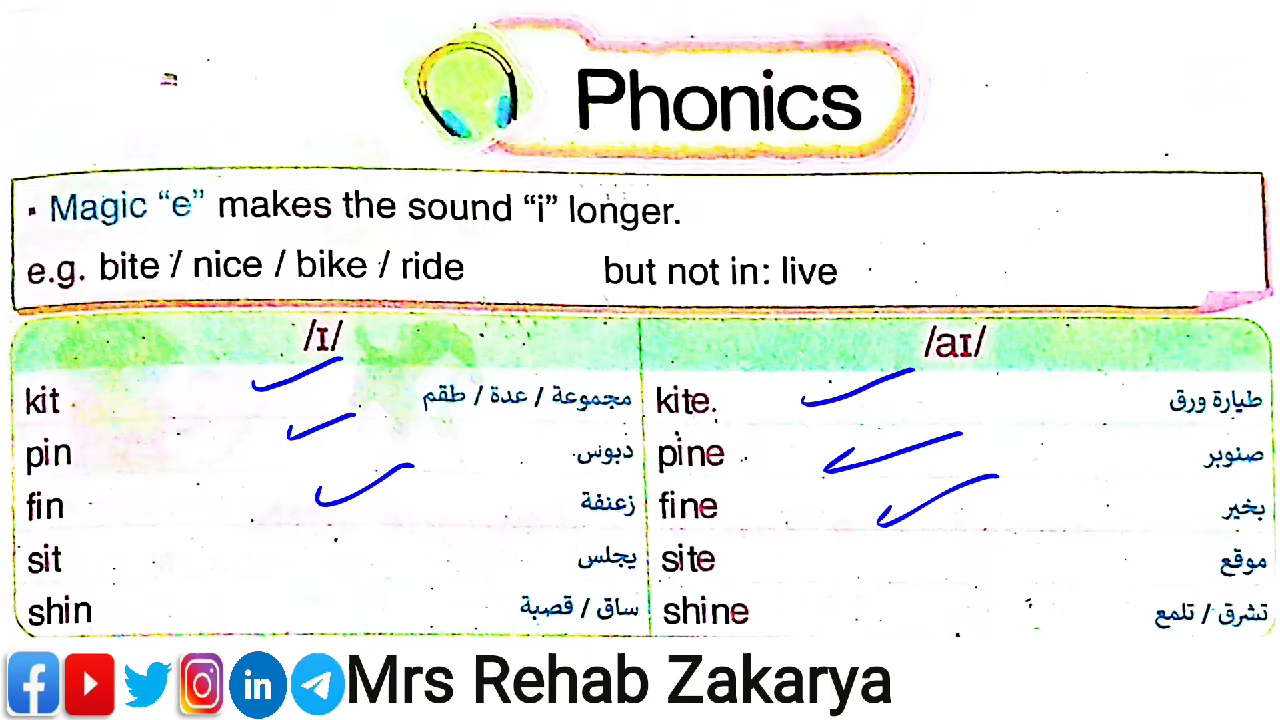 Phonics
· Magic “e” makes the sound “i” longer.
e.g. bite / nice / bike / ride but not in: live
/ɪ/ /aɪ/
kit مجموعة / عدة / طقم kite. طيارة ورق
pin دبوس pine صنوبر
fin زعنفة fine بخير
sit يجلس site موقع
shin ساق / قصبة shine تشرق / تلمع
Mrs Rehab Zakarya